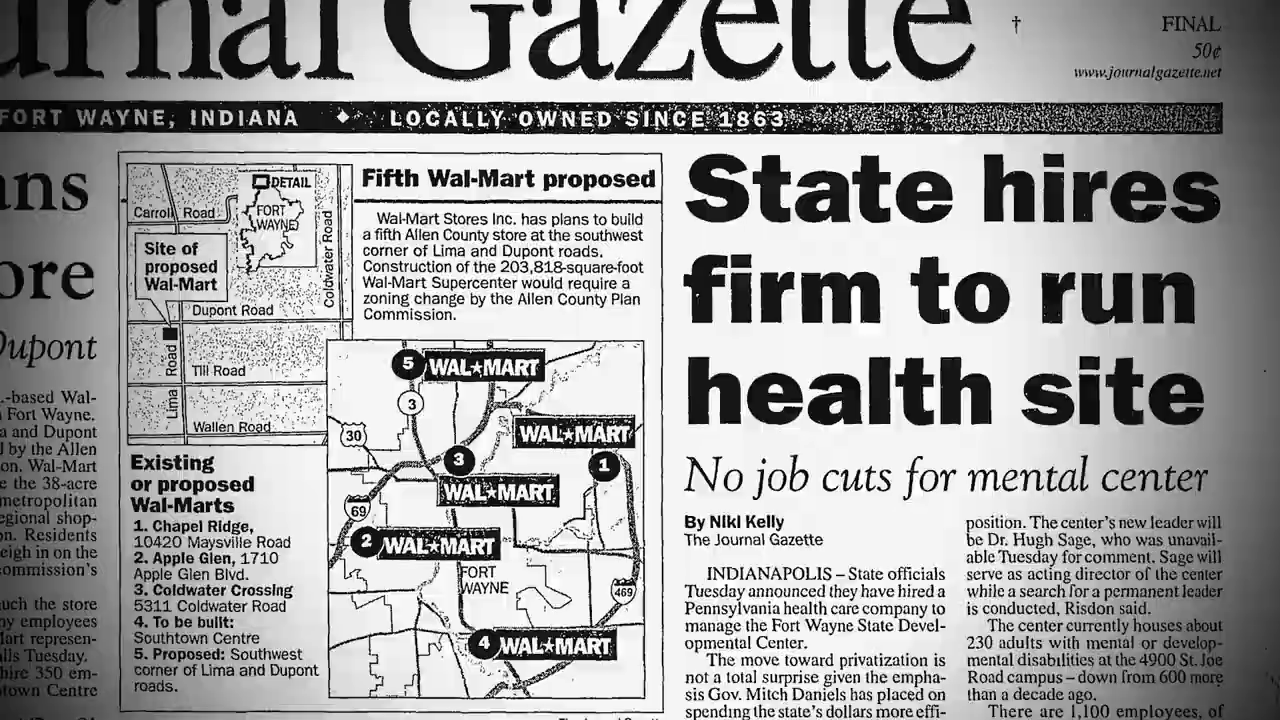 urnal Gazette
FINAL
50¢
www.journalgazette.net
FORT WAYNE, INDIANA ◆ LOCALLY OWNED SINCE 1863
ans
ore
Dupont
.-based Wal-
Fort Wayne.
a and Dupont
by the Allen
on. Wal-Mart
e the 38-acre
metropolitan
egional shop-
on. Residents
eigh in on the
ommission's
uch the store
ny employees
Mart represen-
alls Tuesday.
hire 350 em-
town Centre
DETAIL
FORT
WAYNE
Carroll Road
Coldwater Road
Site of
proposed
Wal-Mart
Dupont Road
Lima Road
Till Road
Wallen Road
Fifth Wal-Mart proposed
Wal-Mart Stores Inc. has plans to build
a fifth Allen County store at the southwest
corner of Lima and Dupont roads.
Construction of the 203,818-square-foot
Wal-Mart Supercenter would require a
zoning change by the Allen County Plan
Commission.
5 WAL★MART
3
30
WAL★MART
1
3
WAL★MART
69
2 WAL★MART
FORT
WAYNE
469
4 WAL★MART
Existing
or proposed
Wal-Marts
1. Chapel Ridge,
10420 Maysville Road
2. Apple Glen, 1710
Apple Glen Blvd.
3. Coldwater Crossing
5311 Coldwater Road
4. To be built:
Southtown Centre
5. Proposed: Southwest
corner of Lima and Dupont
roads.
State hires
firm to run
health site
No job cuts for mental center
By Niki Kelly
The Journal Gazette
INDIANAPOLIS – State officials
Tuesday announced they have hired a
Pennsylvania health care company to
manage the Fort Wayne State Devel-
opmental Center.
The move toward privatization is
not a total surprise given the empha-
sis Gov. Mitch Daniels has placed on
spending the state's dollars more effi-
position. The center's new leader will
be Dr. Hugh Sage, who was unavail-
able Tuesday for comment. Sage will
serve as acting director of the center
while a search for a permanent leader
is conducted, Risdon said.
The center currently houses about
230 adults with mental or develop-
mental disabilities at the 4900 St. Joe
Road campus – down from 600 more
than a decade ago.
There are 1,100 employees, of